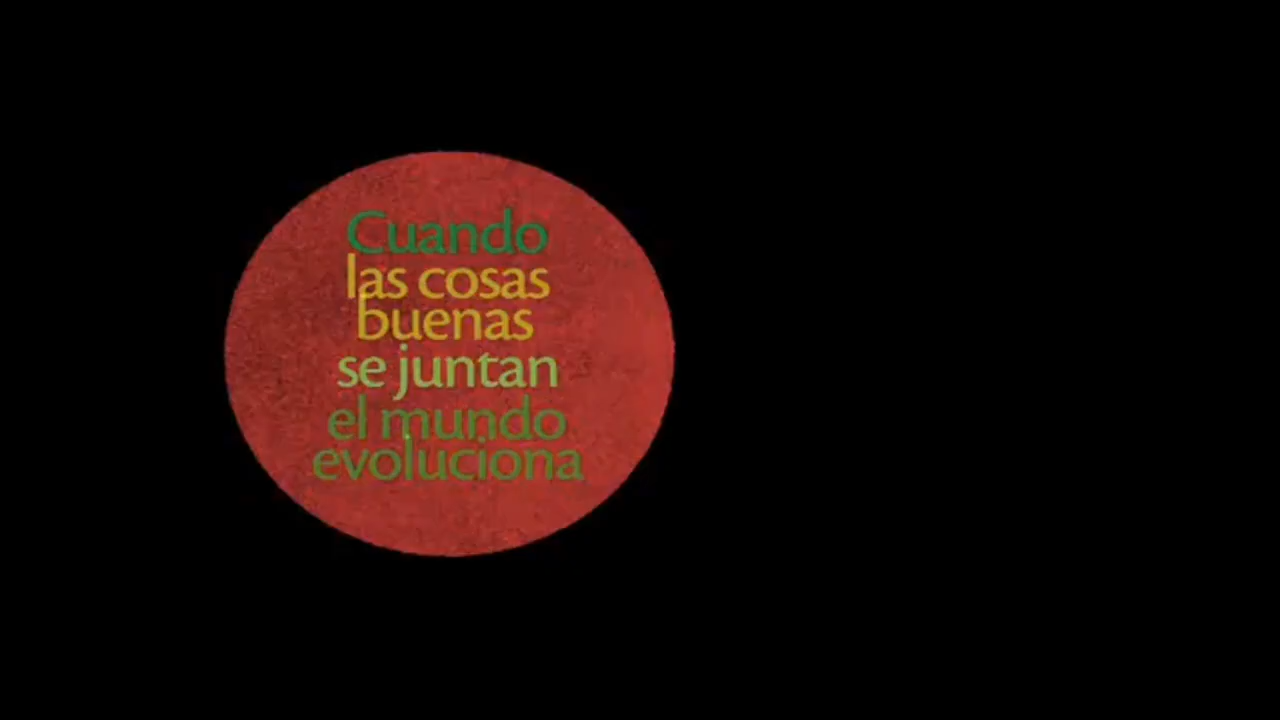 Cuando
las cosas
buenas
se juntan
el mundo
evoluciona